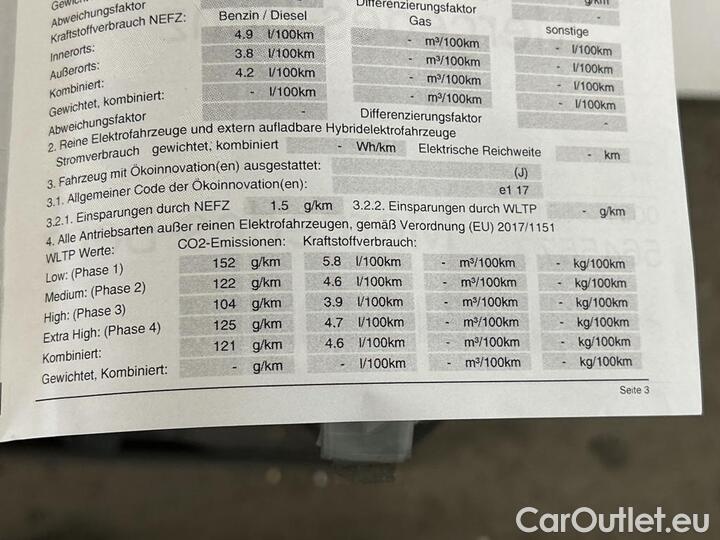 Abweichungsfaktor Differenzierungsfaktor g/km
Kraftstoffverbrauch NEFZ: Benzin / Diesel Gas sonstige
Innerorts: 4.9 l/100km - m³/100km - l/100km
Außerorts: 3.8 l/100km - m³/100km - l/100km
Kombiniert: 4.2 l/100km - m³/100km - l/100km
Gewichtet, kombiniert: - l/100km - m³/100km - l/100km
Abweichungsfaktor - Differenzierungsfaktor -
2. Reine Elektrofahrzeuge und extern aufladbare Hybridelektrofahrzeuge
Stromverbrauch gewichtet, kombiniert - Wh/km Elektrische Reichweite - km
3. Fahrzeug mit Ökoinnovation(en) ausgestattet: (J)
3.1. Allgemeiner Code der Ökoinnovation(en): e1 17
3.2.1. Einsparungen durch NEFZ 1.5 g/km 3.2.2. Einsparungen durch WLTP - g/km
4. Alle Antriebsarten außer reinen Elektrofahrzeugen, gemäß Verordnung (EU) 2017/1151
WLTP Werte: CO2-Emissionen: Kraftstoffverbrauch:
Low: (Phase 1) 152 g/km 5.8 l/100km - m³/100km - kg/100km
Medium: (Phase 2) 122 g/km 4.6 l/100km - m³/100km - kg/100km
High: (Phase 3) 104 g/km 3.9 l/100km - m³/100km - kg/100km
Extra High: (Phase 4) 125 g/km 4.7 l/100km - m³/100km - kg/100km
Kombiniert: 121 g/km 4.6 l/100km - m³/100km - kg/100km
Gewichtet, Kombiniert: - g/km - l/100km - m³/100km - kg/100km
Seite 3
CarOutlet.eu